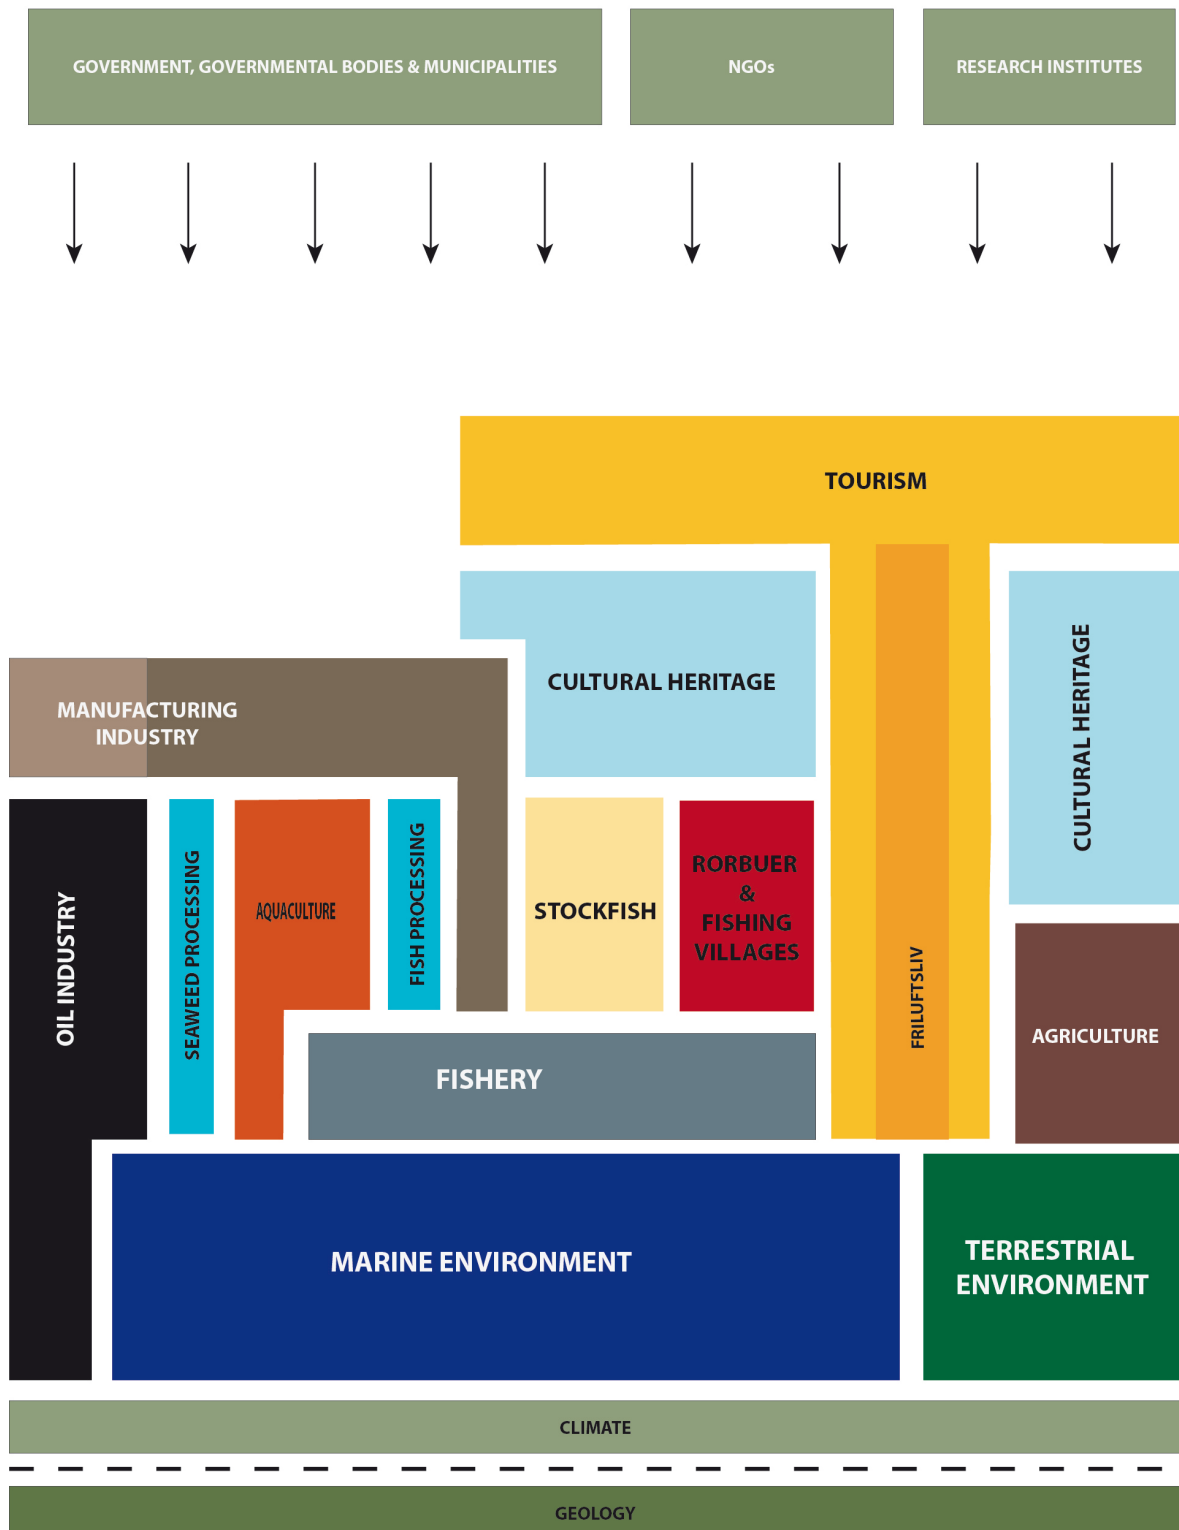 GOVERNMENT, GOVERNMENTAL BODIES & MUNICIPALITIES
NGOs
RESEARCH INSTITUTES
TOURISM
CULTURAL HERITAGE
CULTURAL HERITAGE
MANUFACTURING
INDUSTRY
OIL INDUSTRY
SEAWEED PROCESSING
AQUACULTURE
FISH PROCESSING
STOCKFISH
RORBUER
&
FISHING
VILLAGES
FRILUFTSLIV
AGRICULTURE
FISHERY
MARINE ENVIRONMENT
TERRESTRIAL
ENVIRONMENT
CLIMATE
GEOLOGY